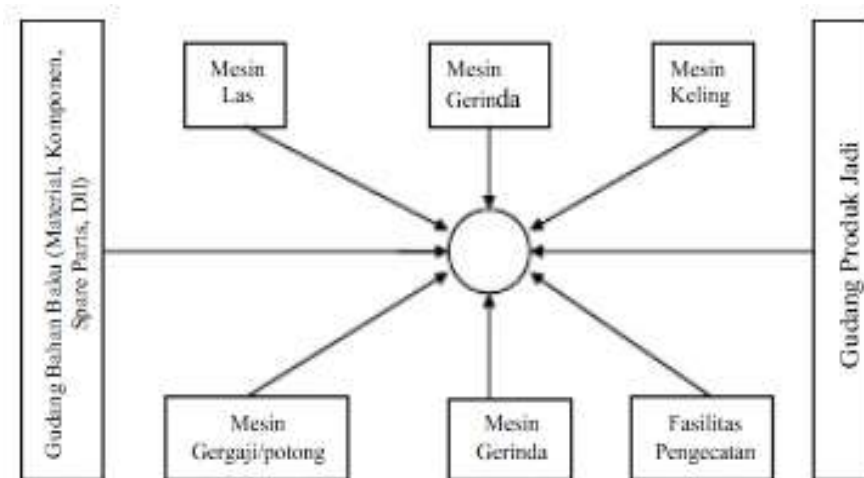 Gudang Bahan Baku (Material, Komponen,
Spare Parts, Dll)
Mesin
Las
Mesin
Gerinda
Mesin
Keling
Mesin
Gergaji/potong
Mesin
Gerinda
Fasilitas
Pengecatan
Gudang Produk Jadi